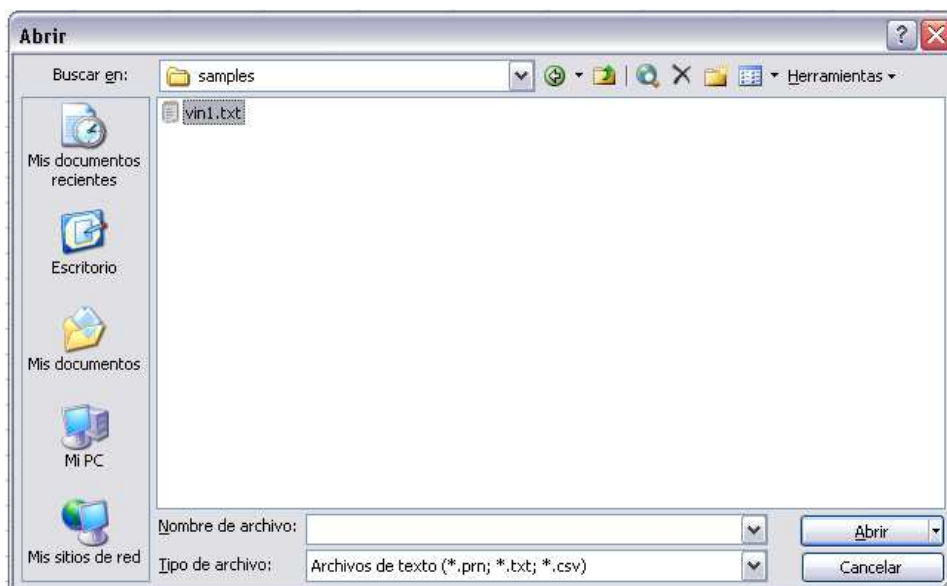 Abrir
Buscar en:
samples
Herramientas
vin1.txt
Mis documentos
recientes
Escritorio
Mis documentos
Mi PC
Mis sitios de red
Nombre de archivo:
Abrir
Tipo de archivo:
Archivos de texto (*.prn; *.txt; *.csv)
Cancelar